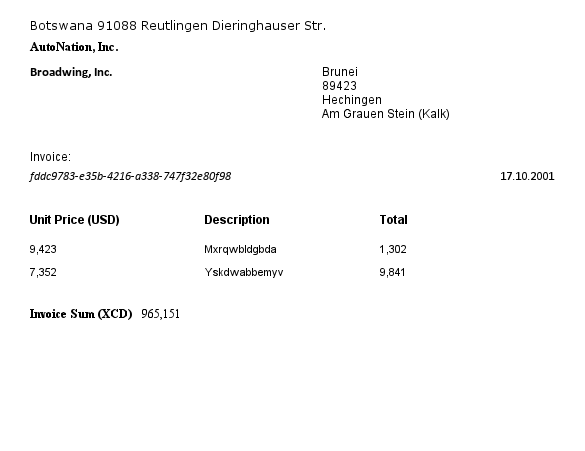 Botswana 91088 Reutlingen Dieringhauser Str.
AutoNation, Inc.
Broadwing, Inc.
Brunei
89423
Hechingen
Am Grauen Stein (Kalk)
Invoice:
fddc9783-e35b-4216-a338-747f32e80f98 17.10.2001
Unit Price (USD) Description Total
9,423 Mxrqwbldgbda 1,302
7,352 Yskdwabbemyv 9,841
Invoice Sum (XCD) 965,151